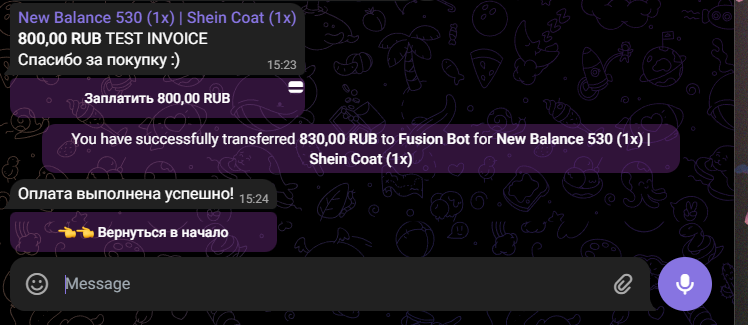 New Balance 530 (1x) | Shein Coat (1x)
800,00 RUB TEST INVOICE
Спасибо за покупку :)
15:23
Заплатить 800,00 RUB
You have successfully transferred 830,00 RUB to Fusion Bot for New Balance 530 (1x) |
Shein Coat (1x)
Оплата выполнена успешно! 15:24
👈👈 Вернуться в начало
Message